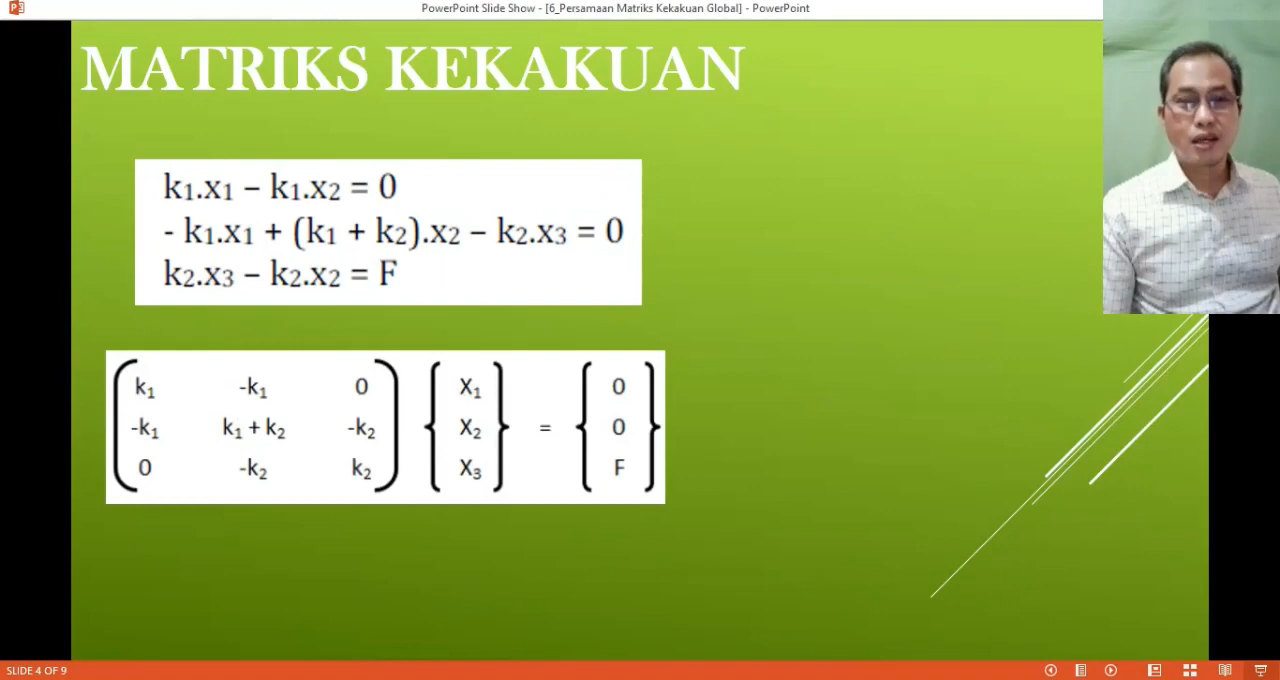 PowerPoint Slide Show - [6_Persamaan Matriks Kekakuan Global] - PowerPoint
MATRIKS KEKAKUAN
k₁.x₁ – k₁.x₂ = 0
- k₁.x₁ + (k₁ + k₂).x₂ – k₂.x₃ = 0
k₂.x₃ – k₂.x₂ = F
k₁ -k₁ 0 X₁ 0
-k₁ k₁ + k₂ -k₂ X₂ = 0
0 -k₂ k₂ X₃ F
SLIDE 4 OF 9